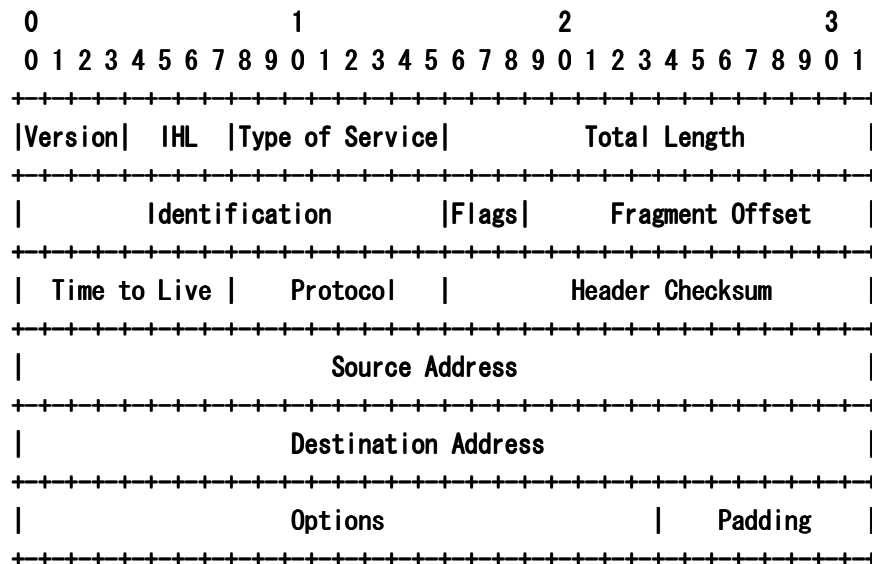 0                   1                   2                   3
 0 1 2 3 4 5 6 7 8 9 0 1 2 3 4 5 6 7 8 9 0 1 2 3 4 5 6 7 8 9 0 1
+-+-+-+-+-+-+-+-+-+-+-+-+-+-+-+-+-+-+-+-+-+-+-+-+-+-+-+-+-+-+-+-+
|Version|  IHL  |Type of Service|          Total Length         |
+-+-+-+-+-+-+-+-+-+-+-+-+-+-+-+-+-+-+-+-+-+-+-+-+-+-+-+-+-+-+-+-+
|         Identification        |Flags|      Fragment Offset    |
+-+-+-+-+-+-+-+-+-+-+-+-+-+-+-+-+-+-+-+-+-+-+-+-+-+-+-+-+-+-+-+-+
|  Time to Live |    Protocol   |         Header Checksum       |
+-+-+-+-+-+-+-+-+-+-+-+-+-+-+-+-+-+-+-+-+-+-+-+-+-+-+-+-+-+-+-+-+
|                       Source Address                          |
+-+-+-+-+-+-+-+-+-+-+-+-+-+-+-+-+-+-+-+-+-+-+-+-+-+-+-+-+-+-+-+-+
|                    Destination Address                        |
+-+-+-+-+-+-+-+-+-+-+-+-+-+-+-+-+-+-+-+-+-+-+-+-+-+-+-+-+-+-+-+-+
|                    Options                    |    Padding    |
+-+-+-+-+-+-+-+-+-+-+-+-+-+-+-+-+-+-+-+-+-+-+-+-+-+-+-+-+-+-+-+-+